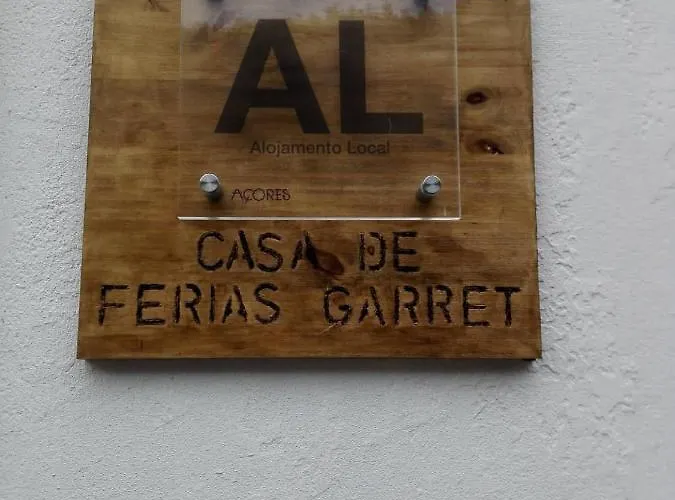 AL
Alojamento Local
AÇORES
CASA DE
FERIAS GARRET